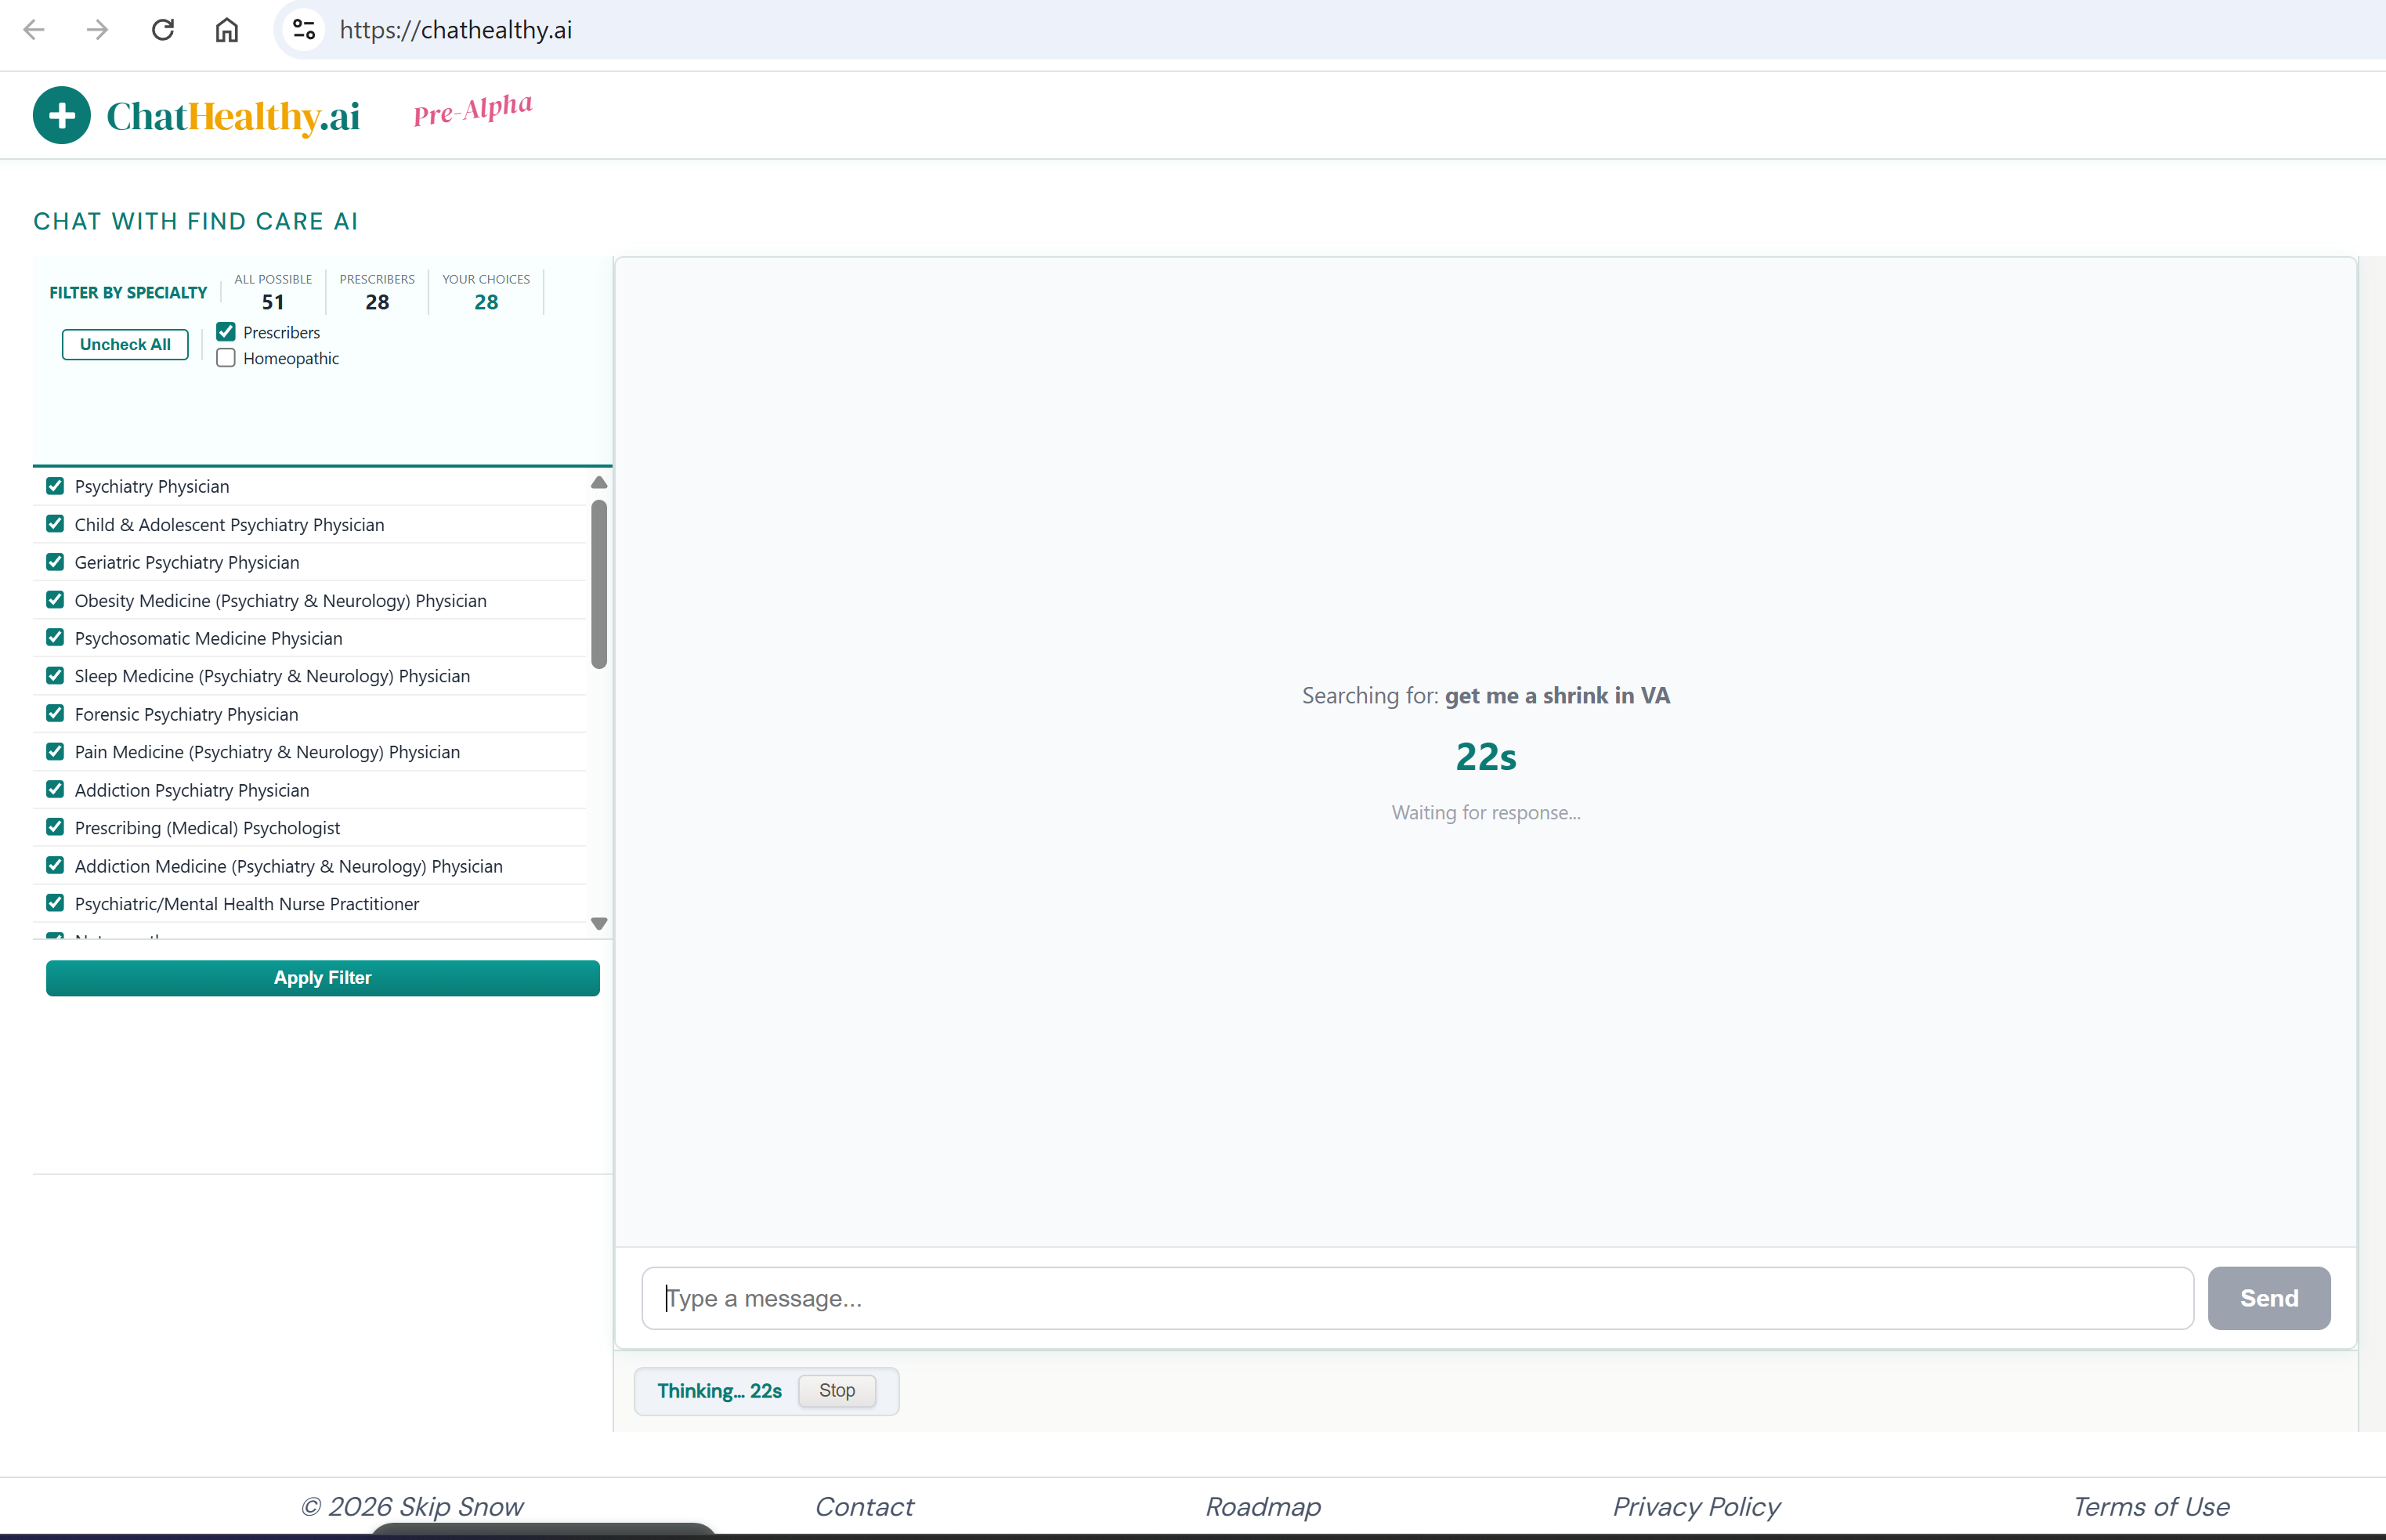 https://chathealthy.ai
ChatHealthy.ai Pre-Alpha
CHAT WITH FIND CARE AI
FILTER BY SPECIALTY
ALL POSSIBLE
51
PRESCRIBERS
28
YOUR CHOICES
28
Uncheck All
Prescribers
Homeopathic
Psychiatry Physician
Child & Adolescent Psychiatry Physician
Geriatric Psychiatry Physician
Obesity Medicine (Psychiatry & Neurology) Physician
Psychosomatic Medicine Physician
Sleep Medicine (Psychiatry & Neurology) Physician
Forensic Psychiatry Physician
Pain Medicine (Psychiatry & Neurology) Physician
Addiction Psychiatry Physician
Prescribing (Medical) Psychologist
Addiction Medicine (Psychiatry & Neurology) Physician
Psychiatric/Mental Health Nurse Practitioner
Apply Filter
Searching for: get me a shrink in VA
22s
Waiting for response...
Type a message...
Send
Thinking... 22s
Stop
© 2026 Skip Snow
Contact
Roadmap
Privacy Policy
Terms of Use